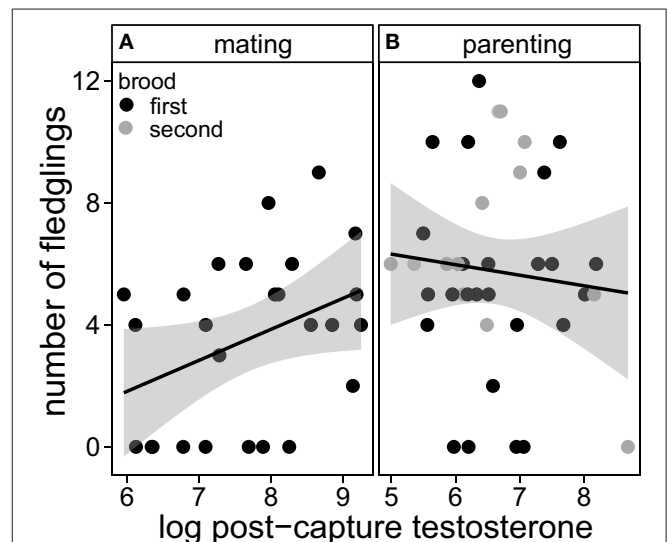 A mating
B parenting
brood
first
second
12
8
4
0
6 7 8 9
5 6 7 8
number of fledglings
log post−capture testosterone